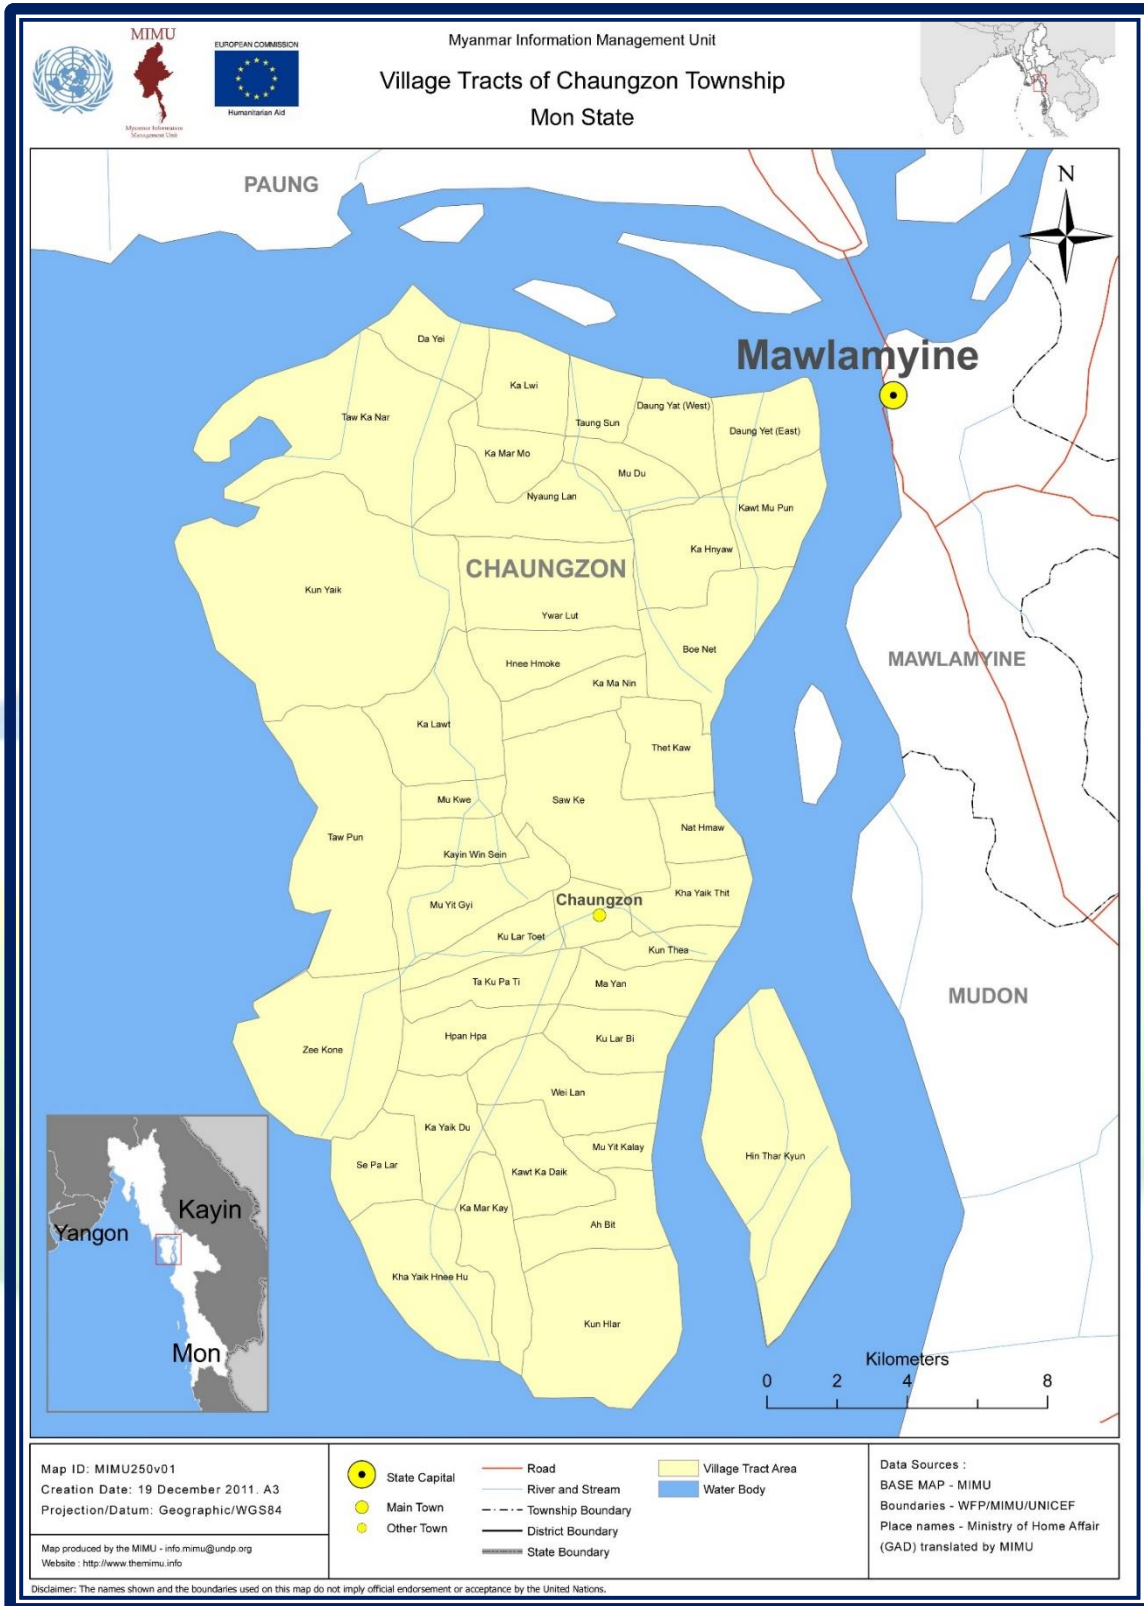 MIMU
Myanmar Information
Management Unit
EUROPEAN COMMISSION
Humanitarian Aid
Myanmar Information Management Unit
Village Tracts of Chaungzon Township
Mon State
PAUNG
N
Da Yei
Mawlamyine
Ka Lwi
Daung Yat (West)
Taw Ka Nar
Taung Sun
Daung Yet (East)
Ka Mar Mo
Mu Du
Nyaung Lan
Kawt Mu Pun
Ka Hnyaw
CHAUNGZON
Kun Yaik
Ywar Lut
Boe Net
MAWLAMYINE
Hnee Hmoke
Ka Ma Nin
Ka Lawt
Thet Kaw
Mu Kwe
Saw Ke
Nat Hmaw
Taw Pun
Kayin Win Sein
Kha Yaik Thit
Chaungzon
Mu Yit Gyi
Ku Lar Toet
Kun Thea
Ta Ku Pa Ti
Ma Yan
MUDON
Hpan Hpa
Ku Lar Bi
Zee Kone
Wei Lan
Ka Yaik Du
Mu Yit Kalay
Hin Thar Kyun
Se Pa Lar
Kawt Ka Daik
Ka Mar Kay
Ah Bit
Kha Yaik Hnee Hu
Kun Hlar
Kayin
Yangon
Mon
Kilometers
0 2 4 8
Map ID: MIMU250v01
Creation Date: 19 December 2011. A3
Projection/Datum: Geographic/WGS84
Map produced by the MIMU - info.mimu@undp.org
Website : http://www.themimu.info
State Capital
Main Town
Other Town
Road
River and Stream
Township Boundary
District Boundary
State Boundary
Village Tract Area
Water Body
Data Sources :
BASE MAP - MIMU
Boundaries - WFP/MIMU/UNICEF
Place names - Ministry of Home Affair
(GAD) translated by MIMU
Disclaimer: The names shown and the boundaries used on this map do not imply official endorsement or acceptance by the United Nations.